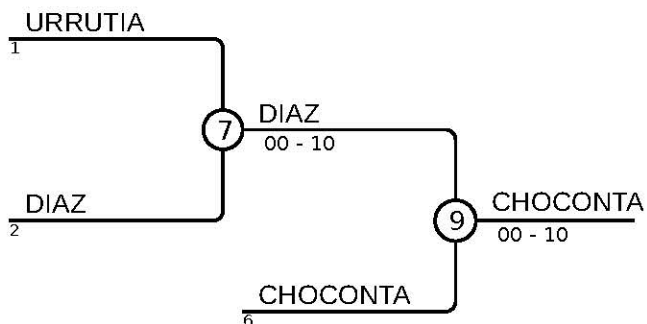 URRUTIA
1
7
DIAZ
00 - 10
DIAZ
2
9
CHOCONTA
00 - 10
CHOCONTA
6